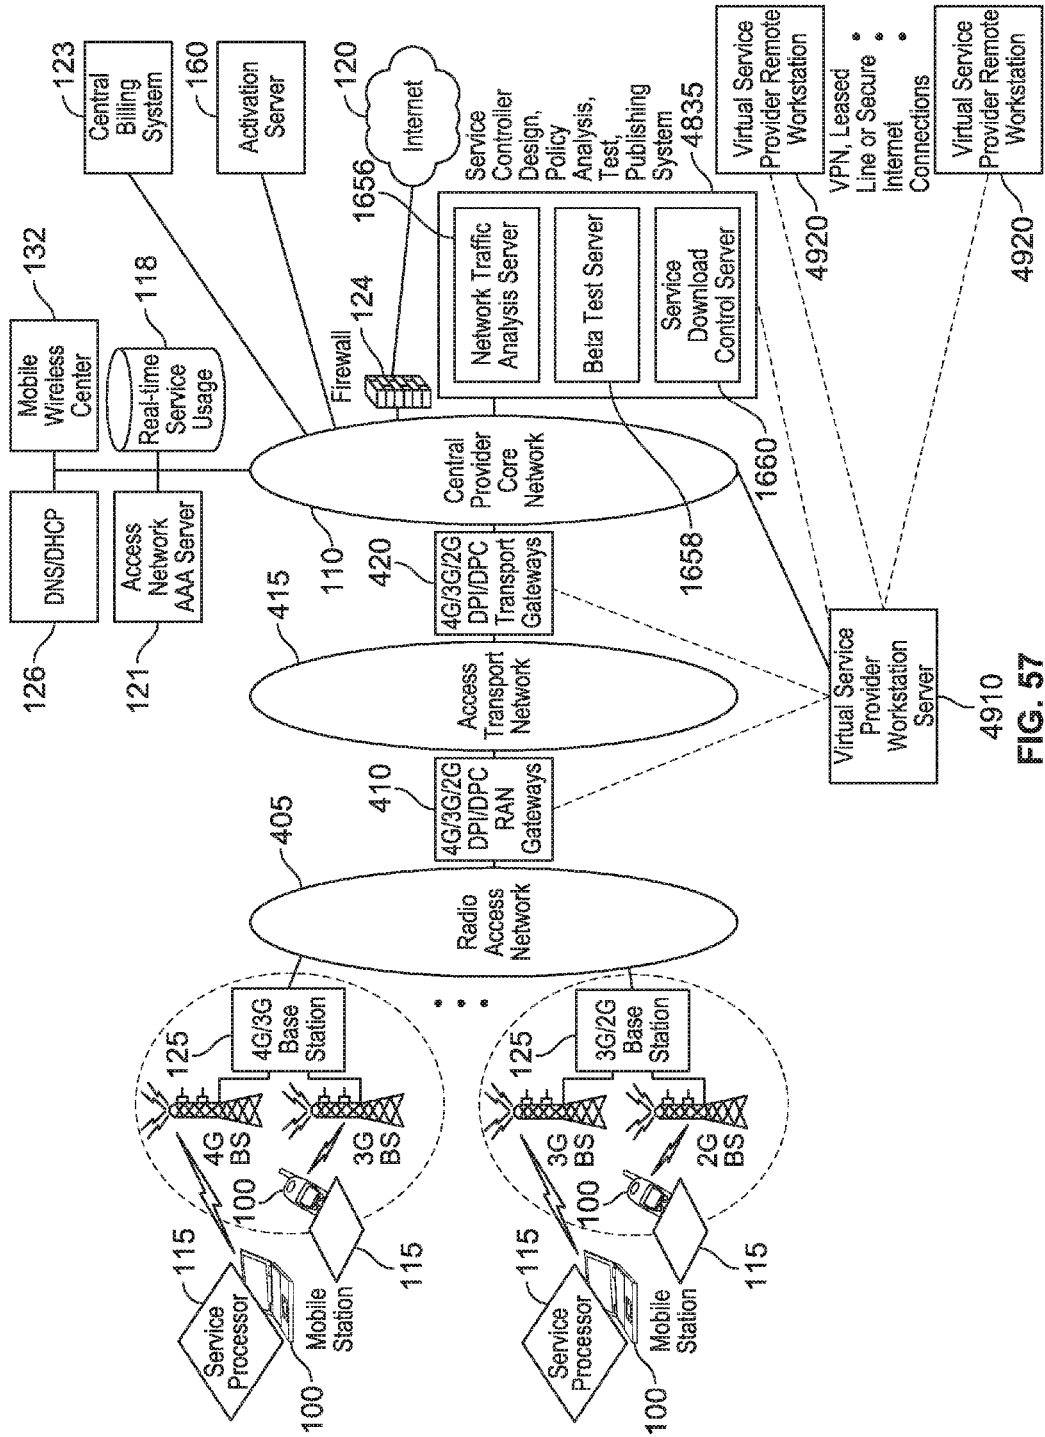 126
DNS/DHCP
Mobile
Wireless
Center
132
121
Access
Network
AAA Server
Real-time
Service
Usage
118
Central
Billing
System
123
Activation
Server
160
Internet
120
Firewall
124
110
Central
Provider
Core
Network
Service
Controller
Design,
Policy
Analysis,
Test,
Publishing
System
4835
1656
Network Traffic
Analysis Server
Beta Test Server
Service
Download
Control Server
1658
1660
420
4G/3G/2G
DPI/DPC
Transport
Gateways
415
Access
Transport
Network
410
4G/3G/2G
DPI/DPC
RAN
Gateways
405
Radio
Access
Network
125
4G/3G
Base
Station
4G
BS
3G
BS
100
115
Service
Processor
115
Mobile
Station
100
125
3G/2G
Base
Station
3G
BS
2G
BS
100
115
Service
Processor
115
Mobile
Station
100
Virtual Service
Provider
Workstation
Server
4910
Virtual Service
Provider Remote
Workstation
4920
VPN, Leased
Line or Secure
Internet
Connections
Virtual Service
Provider Remote
Workstation
4920
FIG. 57